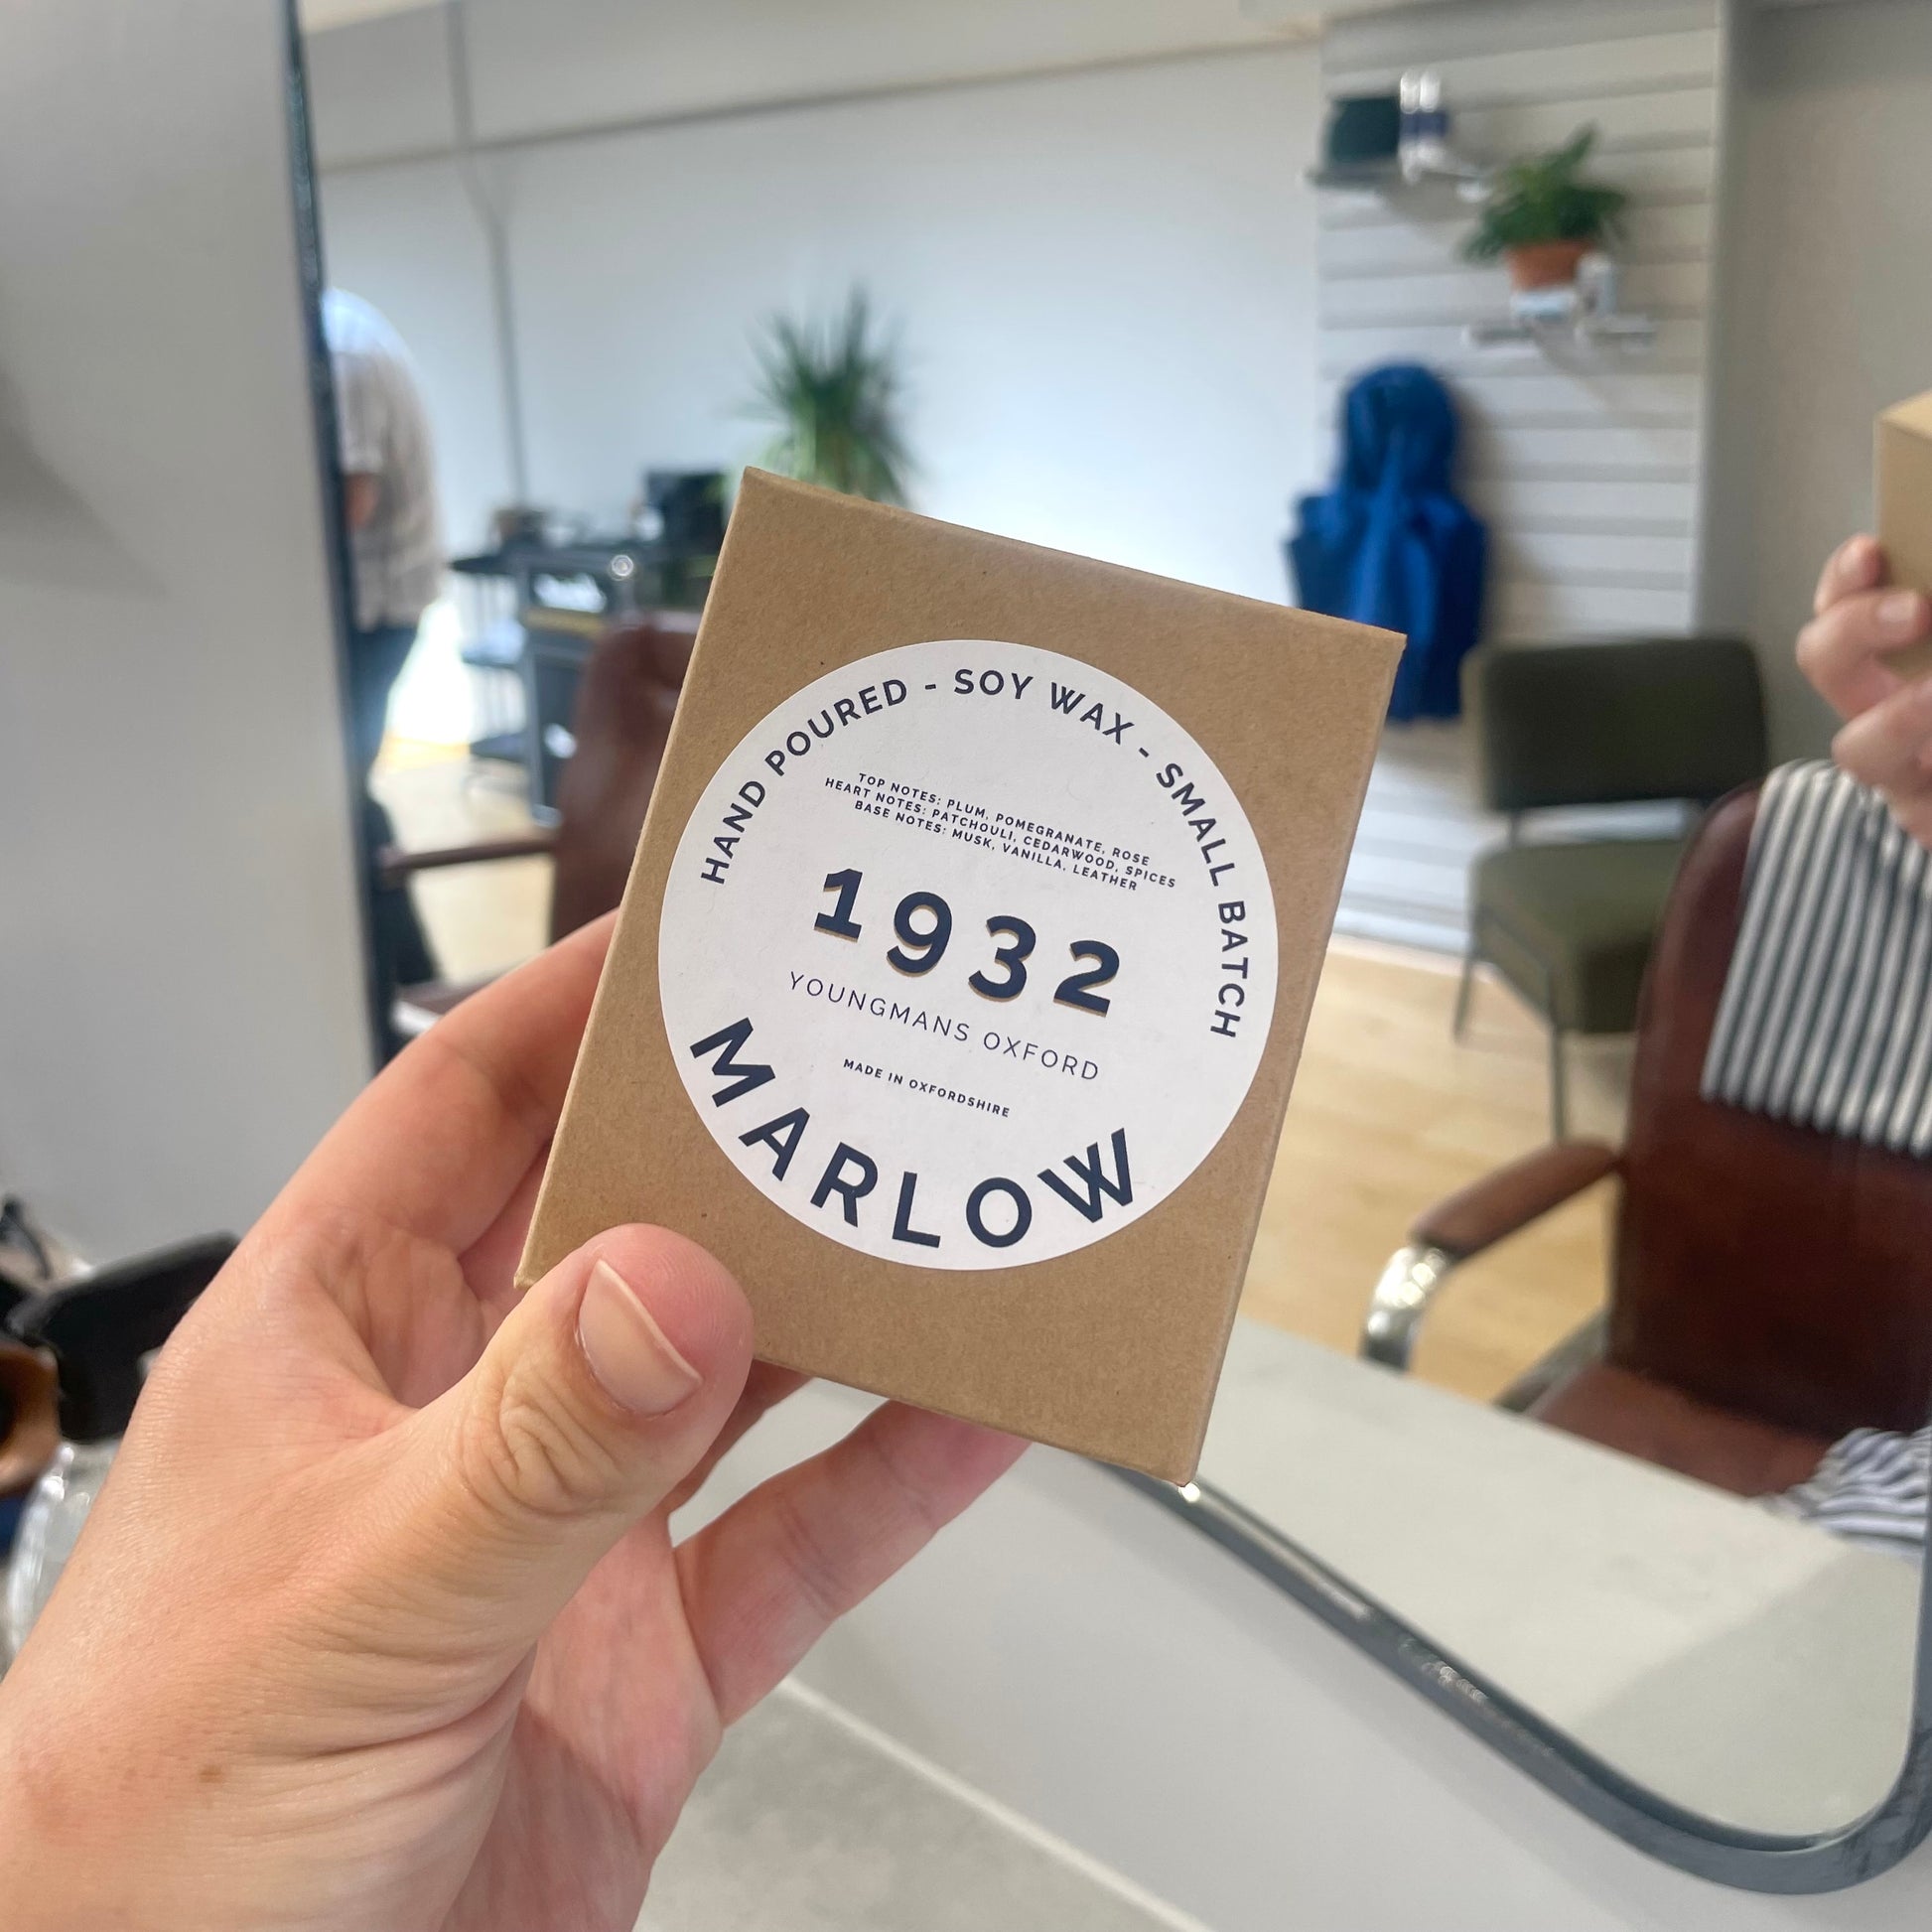 HAND POURED - SOY WAX - SMALL BATCH
TOP NOTES: PLUM, POMEGRANATE, ROSE
HEART NOTES: PATCHOULI, CEDARWOOD, SPICES
BASE NOTES: MUSK, VANILLA, LEATHER
1932
YOUNGMANS OXFORD
MADE IN OXFORDSHIRE
MARLOW